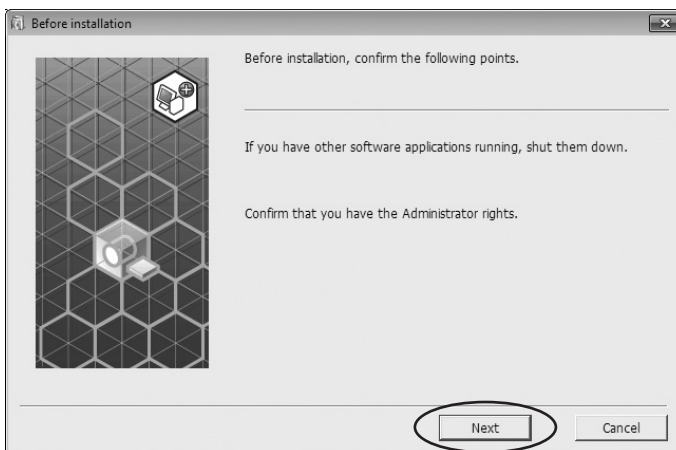 Before installation
Before installation, confirm the following points.
If you have other software applications running, shut them down.
Confirm that you have the Administrator rights.
Next
Cancel